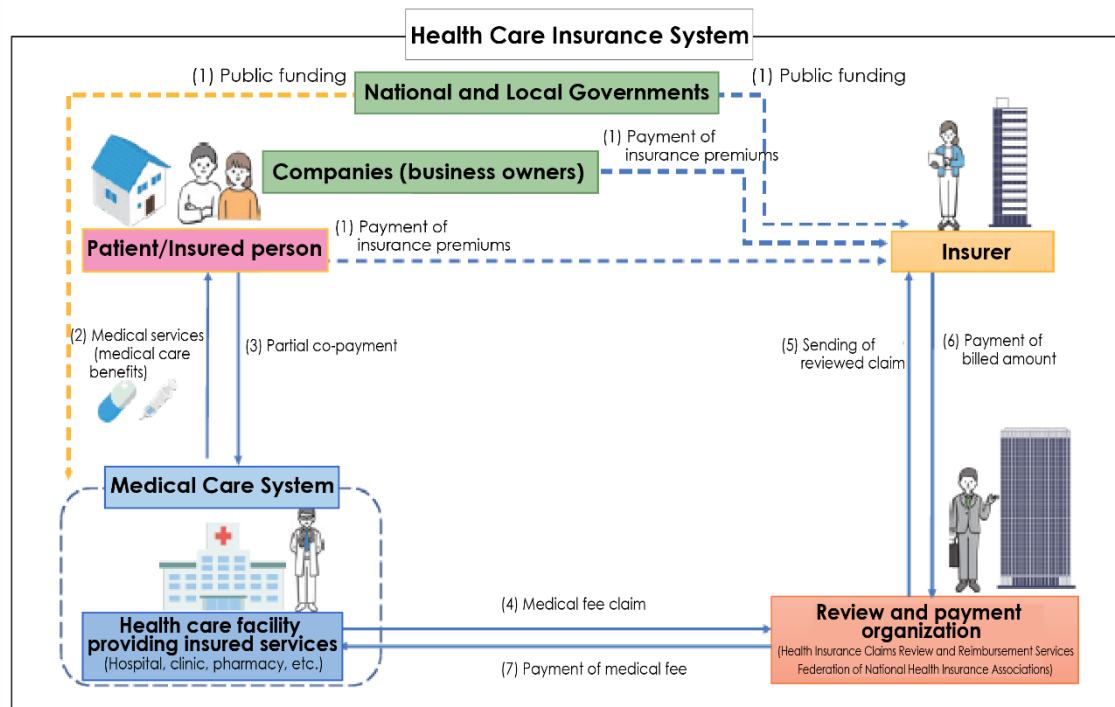 Health Care Insurance System
(1) Public funding
(1) Public funding
National and Local Governments
(1) Payment of
insurance premiums
Companies (business owners)
(1) Payment of
insurance premiums
Patient/Insured person
Insurer
(2) Medical services
(medical care
benefits)
(3) Partial co-payment
(5) Sending of
reviewed claim
(6) Payment of
billed amount
Medical Care System
Health care facility
providing insured services
(Hospital, clinic, pharmacy, etc.)
(4) Medical fee claim
(7) Payment of medical fee
Review and payment
organization
(Health Insurance Claims Review and Reimbursement Services
Federation of National Health Insurance Associations)